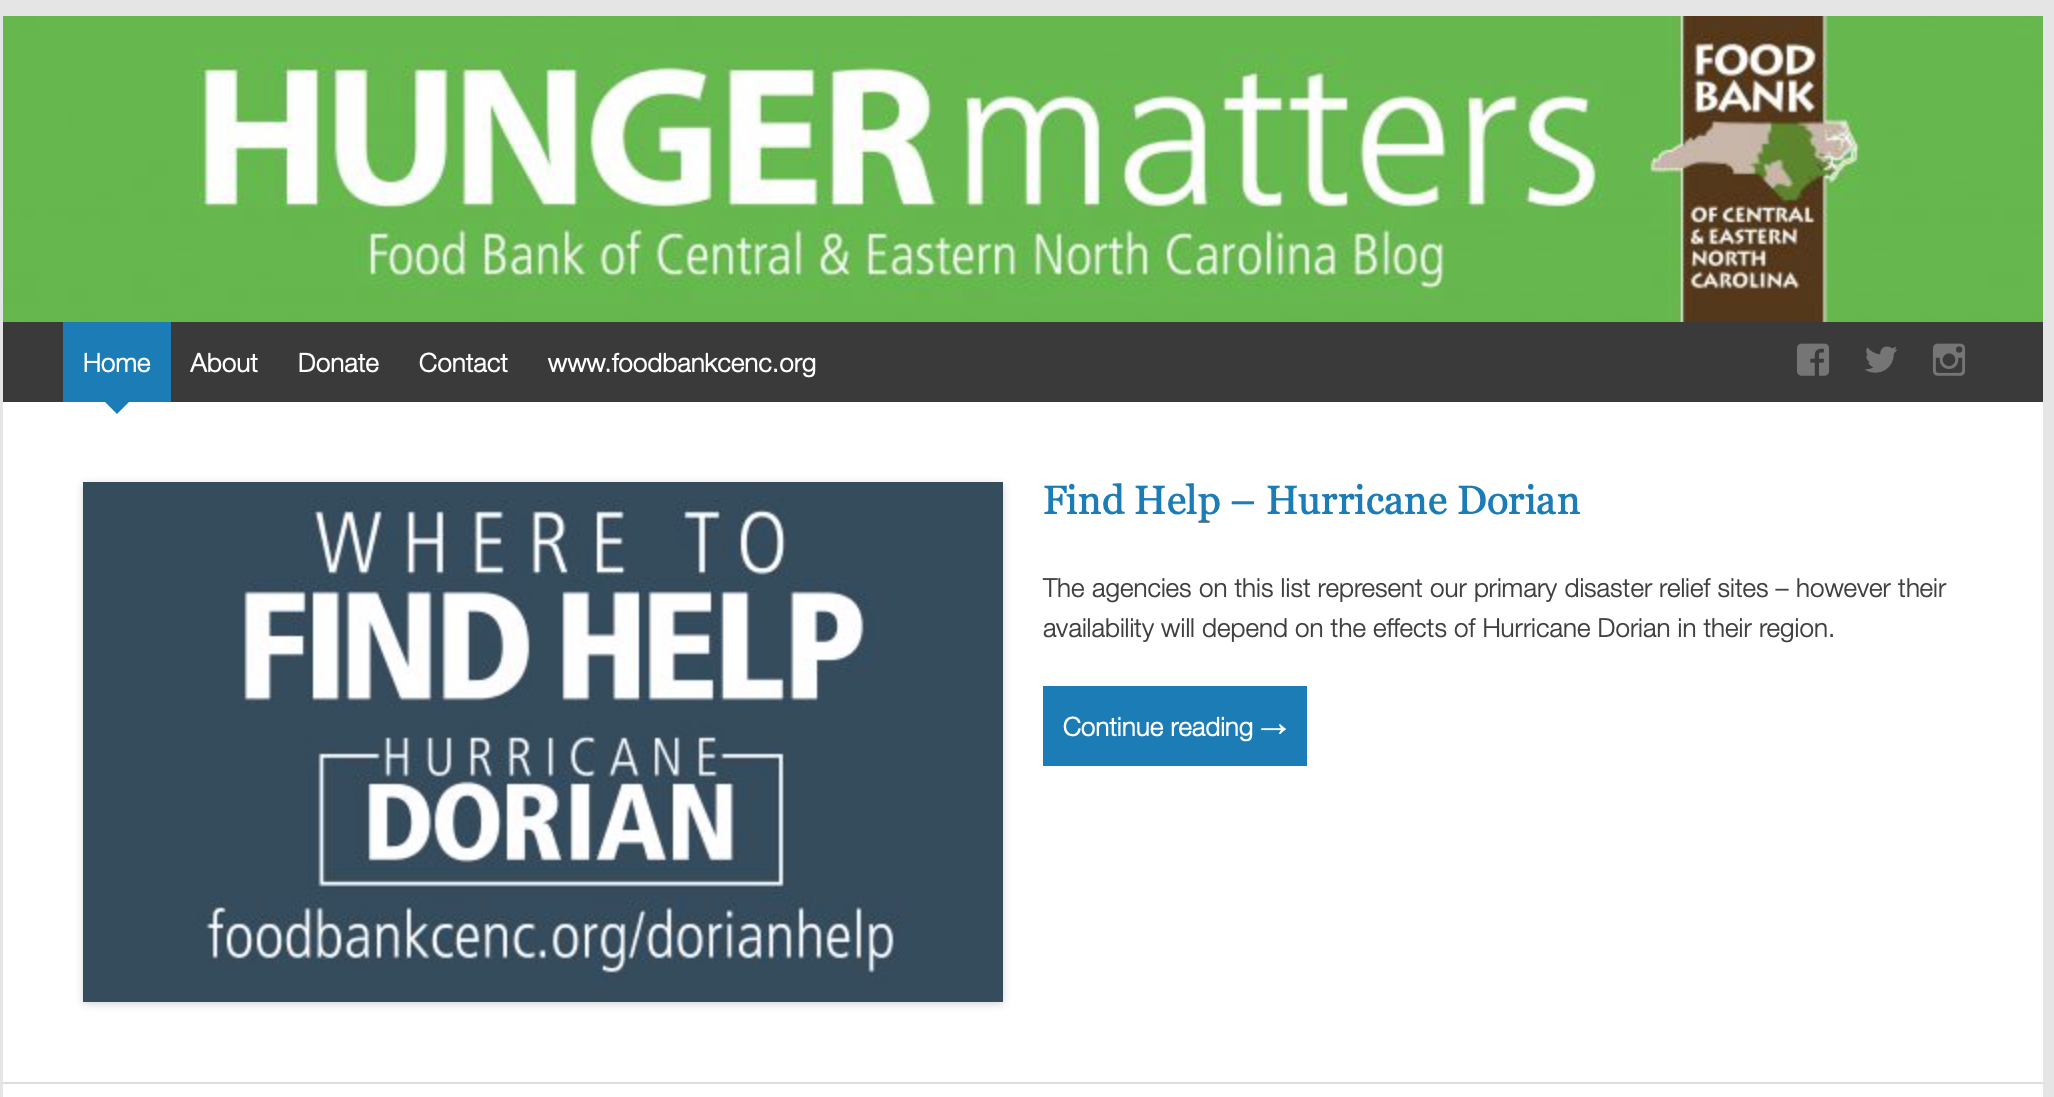 HUNGER matters
Food Bank of Central & Eastern North Carolina Blog
FOOD
BANK
OF CENTRAL
& EASTERN
NORTH
CAROLINA
Home About Donate Contact www.foodbankcenc.org
WHERE TO
FIND HELP
HURRICANE
DORIAN
foodbankcenc.org/dorianhelp
Find Help – Hurricane Dorian
The agencies on this list represent our primary disaster relief sites – however their
availability will depend on the effects of Hurricane Dorian in their region.
Continue reading →